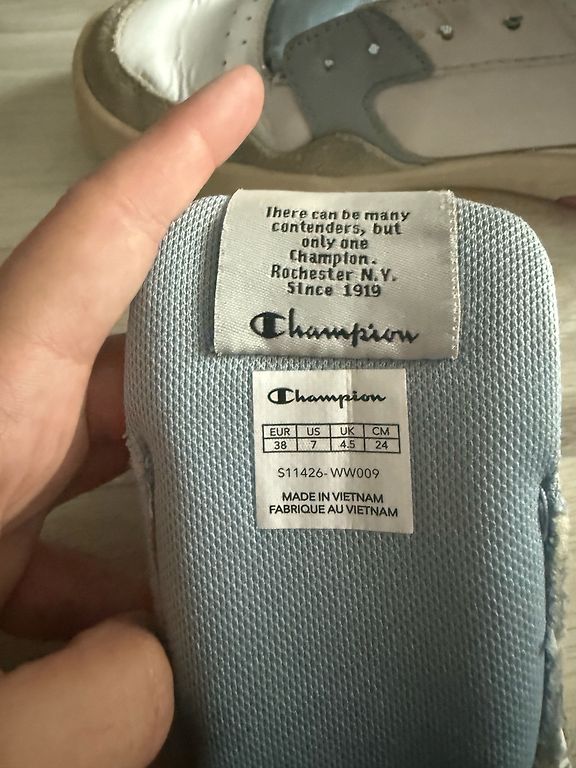 There can be many
contenders, but
only one
Champion.
Rochester N.Y.
Since 1919
Champion
Champion
EUR US UK CM
38 7 4.5 24
S11426-WW009
MADE IN VIETNAM
FABRIQUE AU VIETNAM